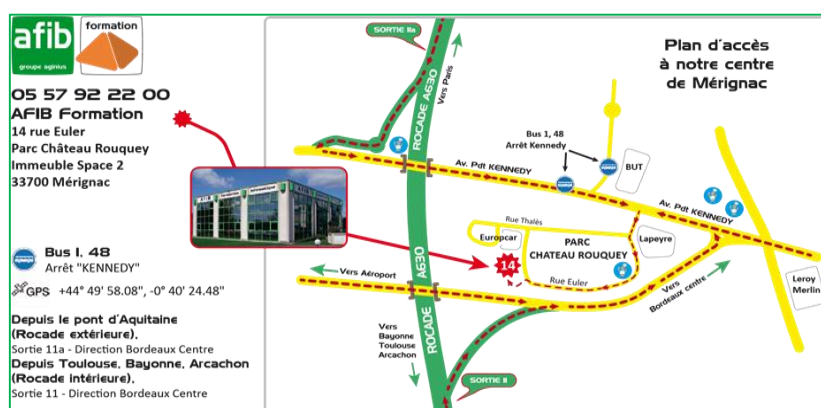 afib
groupe aginius
formation
05 57 92 22 00
AFIB Formation
14 rue Euler
Parc Château Rouquey
Immeuble Space 2
33700 Mérignac
Bus 1, 48
Arrêt "KENNEDY"
GPS +44° 49' 58.08", -0° 40' 24.48"
Depuis le pont d'Aquitaine
(Rocade extérieure),
Sortie 11a - Direction Bordeaux Centre
Depuis Toulouse, Bayonne, Arcachon
(Rocade intérieure),
Sortie 11 - Direction Bordeaux Centre
Plan d'accès
à notre centre
de Mérignac
SORTIE 11a
ROCADE A630
Vers Paris
Bus 1, 48
Arrêt Kennedy
BUT
Av. Pdt KENNEDY
Av. Pdt KENNEDY
Rue Thalès
Europcar
PARC
CHATEAU ROUQUEY
Lapeyre
14
Rue Euler
Vers Aéroport
A630
ROCADE
Vers
Bordeaux centre
Leroy
Merlin
Vers
Bayonne
Toulouse
Arcachon
SORTIE 11
AFIB